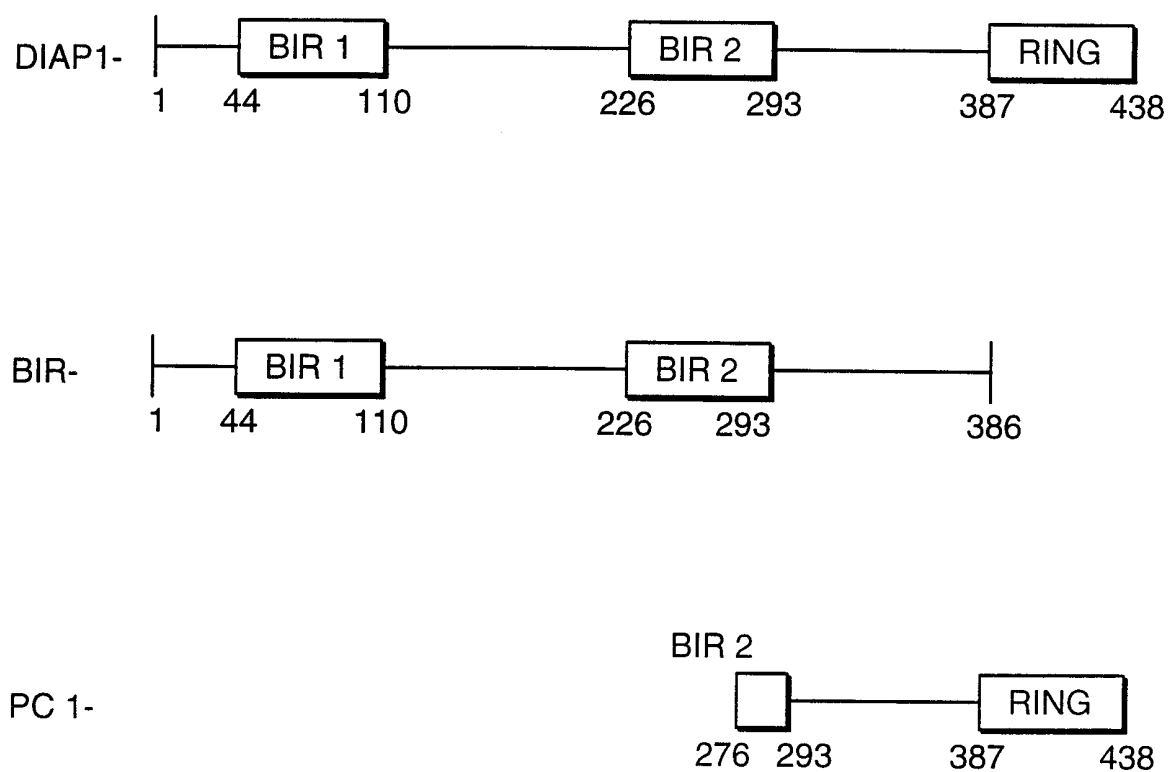 DIAP1- BIR 1 BIR 2 RING
1 44 110 226 293 387 438
BIR- BIR 1 BIR 2
1 44 110 226 293 386
BIR 2
PC 1- RING
276 293 387 438